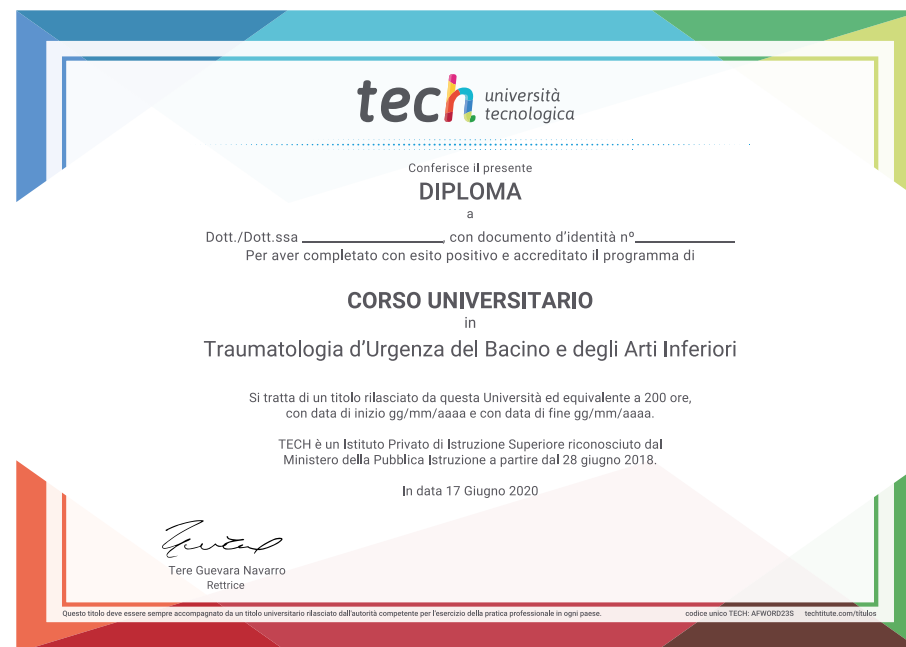 tech università
tecnologica
Conferisce il presente
DIPLOMA
a
Dott./Dott.ssa ____________________, con documento d'identità nº______________
Per aver completato con esito positivo e accreditato il programma di
CORSO UNIVERSITARIO
in
Traumatologia d'Urgenza del Bacino e degli Arti Inferiori
Si tratta di un titolo rilasciato da questa Università ed equivalente a 200 ore,
con data di inizio gg/mm/aaaa e con data di fine gg/mm/aaaa.
TECH è un Istituto Privato di Istruzione Superiore riconosciuto dal
Ministero della Pubblica Istruzione a partire dal 28 giugno 2018.
In data 17 Giugno 2020
Tere Guevara Navarro
Rettrice
Questo titolo deve essere sempre accompagnato da un titolo universitario rilasciato dall'autorità competente per l'esercizio della pratica professionale in ogni paese. codice unico TECH: AFWORD23S techtitute.com/titulos